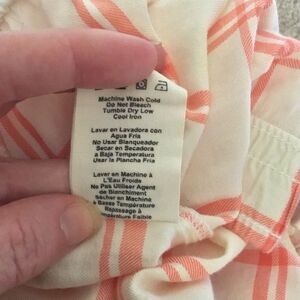 Machine Wash Cold
Do Not Bleach
Tumble Dry Low
Cool Iron
Lavar en Lavadora con
Agua Fria
No Usar Blanqueador
Secar en Secadora
a Baja Temperatura
Usar la Plancha Fria
Laver en Machine à
L'Eau Froide
Ne Pas Utiliser Agent
de Blanchiment
Sécher en Machine
à Basse Température
Repassage à
Température Faible